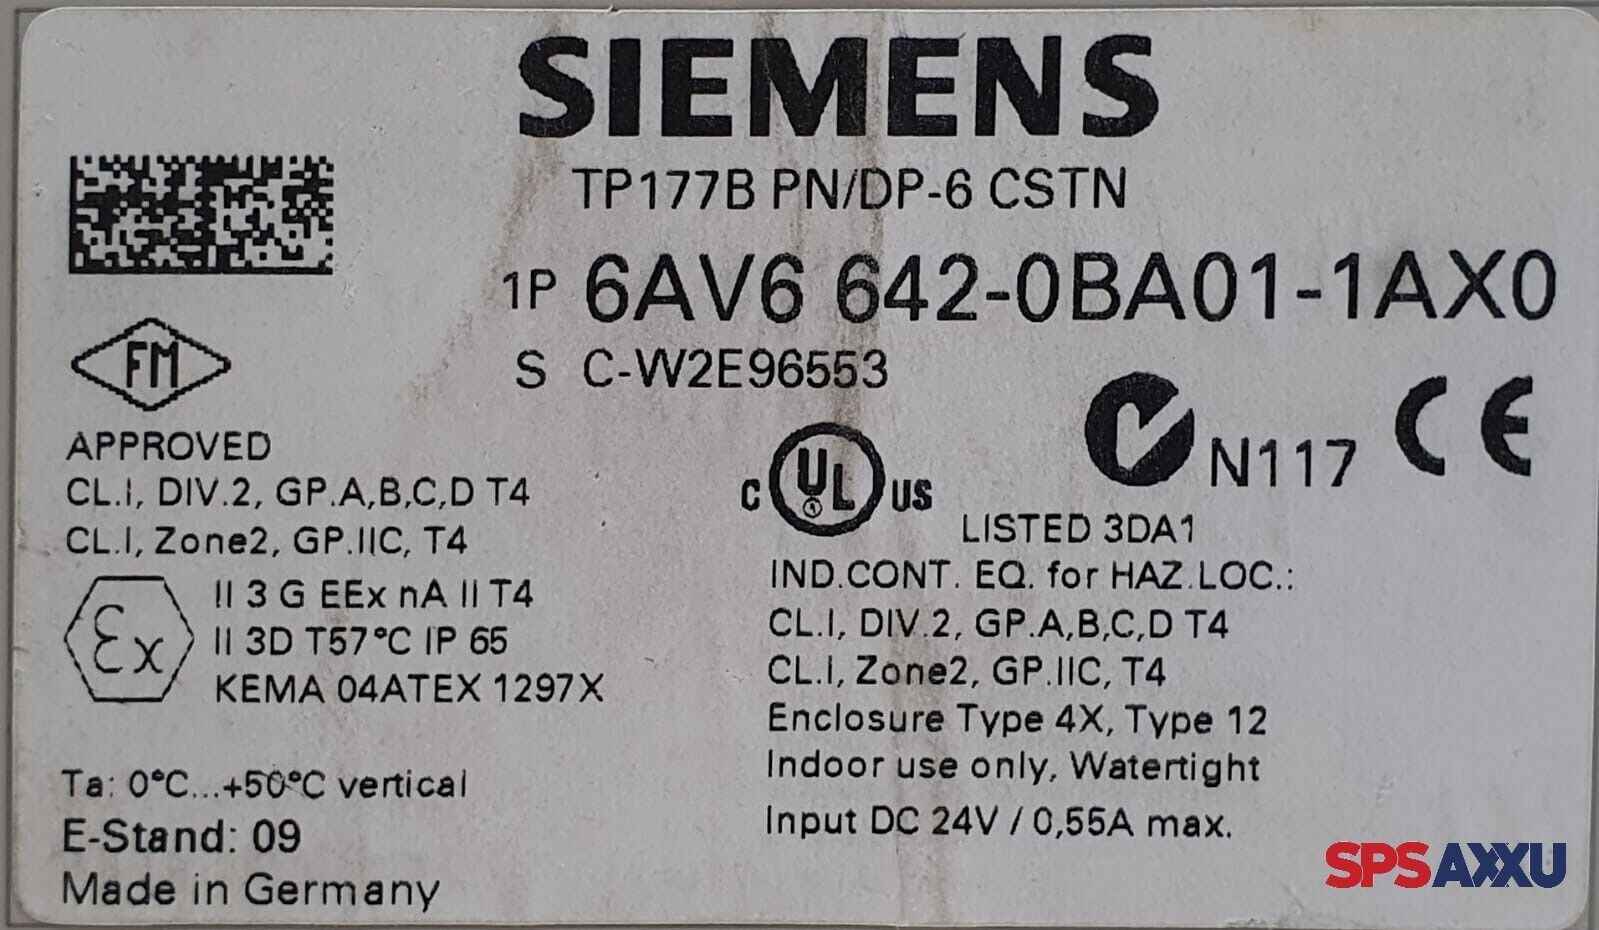 SIEMENS
TP177B PN/DP-6 CSTN
1P 6AV6 642-0BA01-1AX0
S C-W2E96553
FM
APPROVED
CL.I, DIV.2, GP.A,B,C,D T4
CL.I, Zone2, GP.IIC, T4
Ex
II 3 G EEx nA II T4
II 3D T57°C IP 65
KEMA 04ATEX 1297X
Ta: 0°C...+50°C vertical
E-Stand: 09
Made in Germany
N117 CE
C UL US
LISTED 3DA1
IND.CONT. EQ. for HAZ.LOC.:
CL.I, DIV.2, GP.A,B,C,D T4
CL.I, Zone2, GP.IIC, T4
Enclosure Type 4X, Type 12
Indoor use only, Watertight
Input DC 24V / 0,55A max.
SPSAXXU